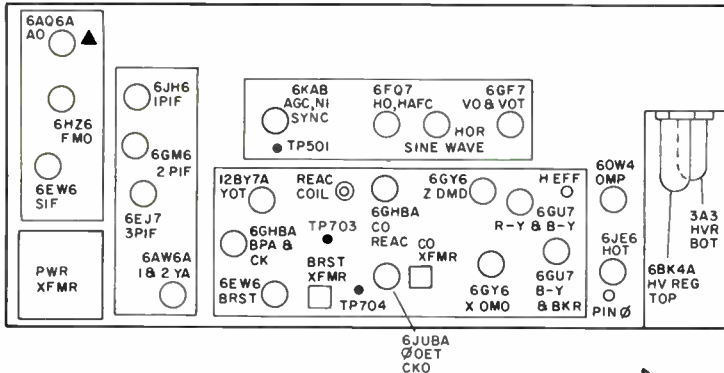 6AQ6A
AO
6HZ6
FMO
6EW6
SIF
PWR
XFMR
6JH6
1PIF
6GM6
2 PIF
6EJ7
3PIF
6AW6A
1& 2 YA
6KA8
AGC,NI
SYNC
TP501
6FQ7
HO,HAFC
HOR
SINE WAVE
6GF7
VO & VOT
12BY7A
YOT
REAC
COIL
6GH8A
CO
REAC
6GY6
Z DMD
H EFF
6GU7
R-Y & B-Y
6GH8A
BPA &
CK
TP703
BRST
XFMR
CO
XFMR
6EW6
BRST
TP704
6GY6
X OMO
6GU7
B-Y
& BKR
6JU8A
ØOET
CKO
6OW4
OMP
6JE6
HOT
PIN Ø
3A3
HVR
BOT
6BK4A
HV REG
TOP